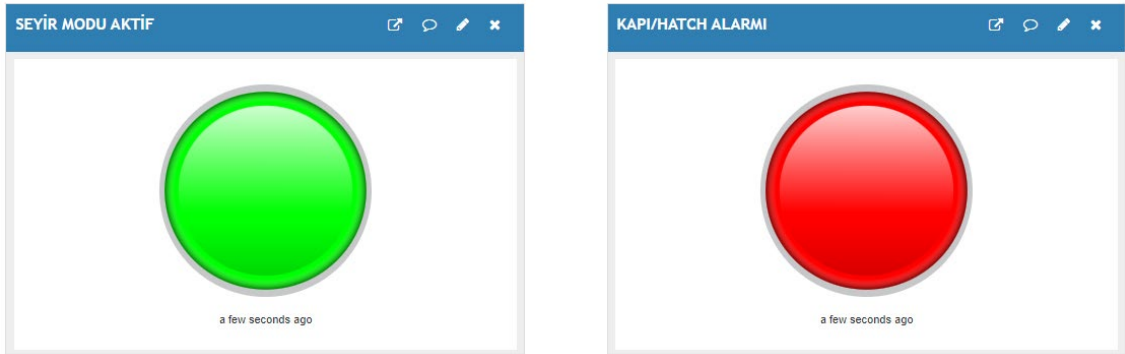 SEYİR MODU AKTİF
KAPI/HATCH ALARMI
a few seconds ago
a few seconds ago